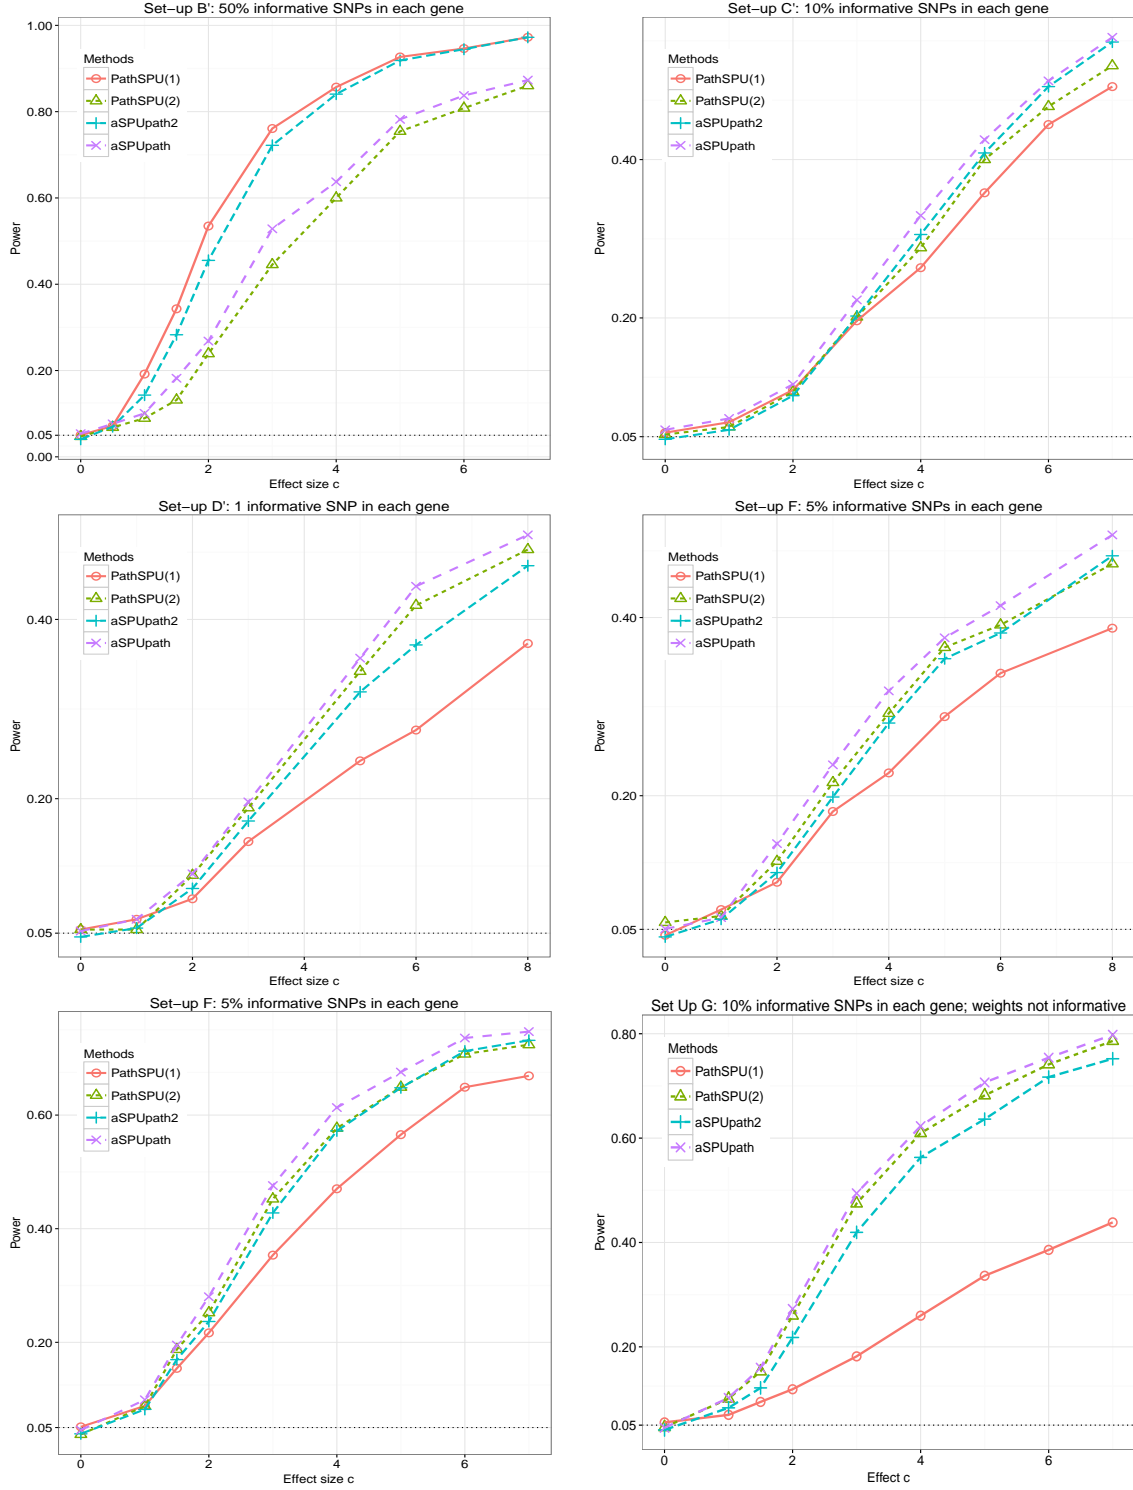 Set−up B': 50% informative SNPs in each gene
Methods
PathSPU(1)
PathSPU(2)
aSPUpath2
aSPUpath
Power
1.00
0.80
0.60
0.40
0.20
0.05
0.00
0 2 4 6
Effect size c
Set−up C': 10% informative SNPs in each gene
Methods
PathSPU(1)
PathSPU(2)
aSPUpath2
aSPUpath
Power
0.40
0.20
0.05
0 2 4 6
Effect size c
Set−up D': 1 informative SNP in each gene
Methods
PathSPU(1)
PathSPU(2)
aSPUpath2
aSPUpath
Power
0.40
0.20
0.05
0 2 4 6 8
Effect size c
Set−up F: 5% informative SNPs in each gene
Methods
PathSPU(1)
PathSPU(2)
aSPUpath2
aSPUpath
Power
0.40
0.20
0.05
0 2 4 6 8
Effect size c
Set−up F: 5% informative SNPs in each gene
Methods
PathSPU(1)
PathSPU(2)
aSPUpath2
aSPUpath
Power
0.60
0.40
0.20
0.05
0 2 4 6
Effect size c
Set Up G: 10% informative SNPs in each gene; weights not informative
Methods
PathSPU(1)
PathSPU(2)
aSPUpath2
aSPUpath
Power
0.80
0.60
0.40
0.20
0.05
0 2 4 6
Effect c